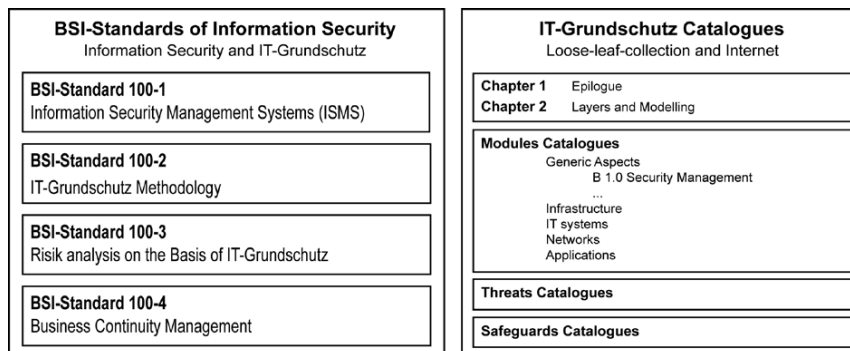 BSI-Standards of Information Security
Information Security and IT-Grundschutz
BSI-Standard 100-1
Information Security Management Systems (ISMS)
BSI-Standard 100-2
IT-Grundschutz Methodology
BSI-Standard 100-3
Risik analysis on the Basis of IT-Grundschutz
BSI-Standard 100-4
Business Continuity Management
IT-Grundschutz Catalogues
Loose-leaf-collection and Internet
Chapter 1 Epilogue
Chapter 2 Layers and Modelling
Modules Catalogues
Generic Aspects
B 1.0 Security Management
...
Infrastructure
IT systems
Networks
Applications
Threats Catalogues
Safeguards Catalogues